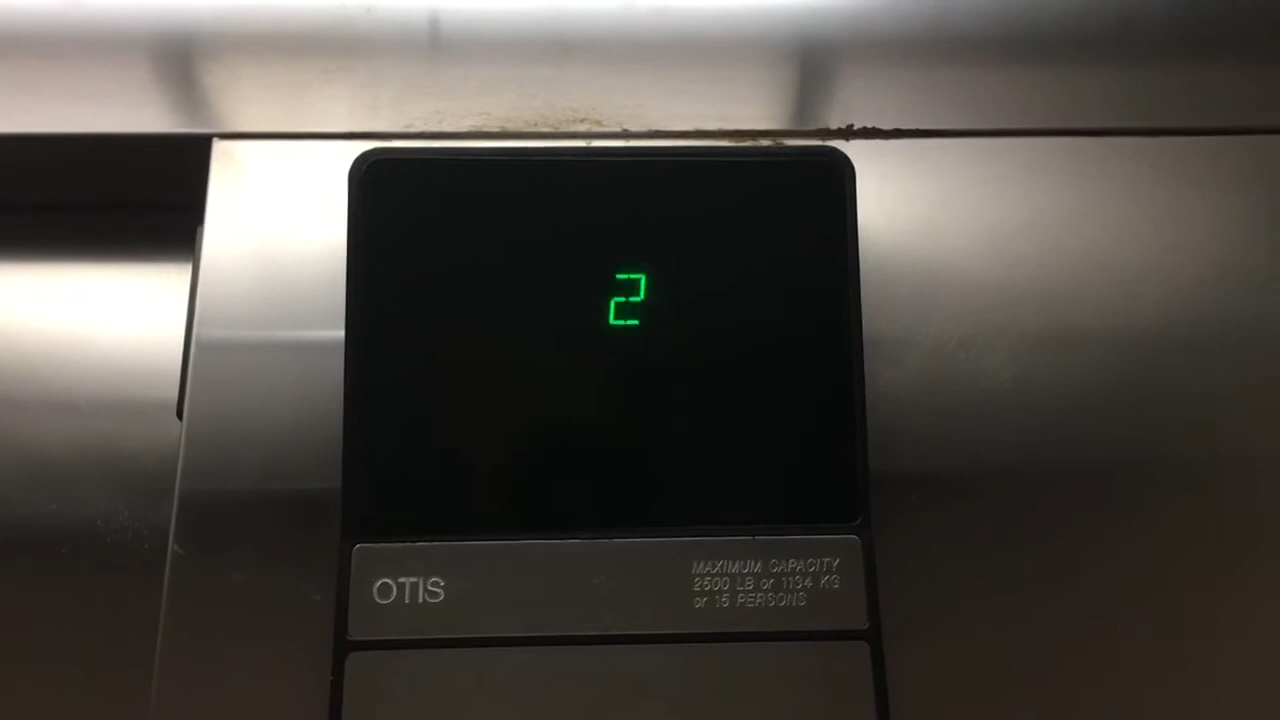 2
OTIS
MAXIMUM CAPACITY
2500 LB or 1134 KG
or 15 PERSONS